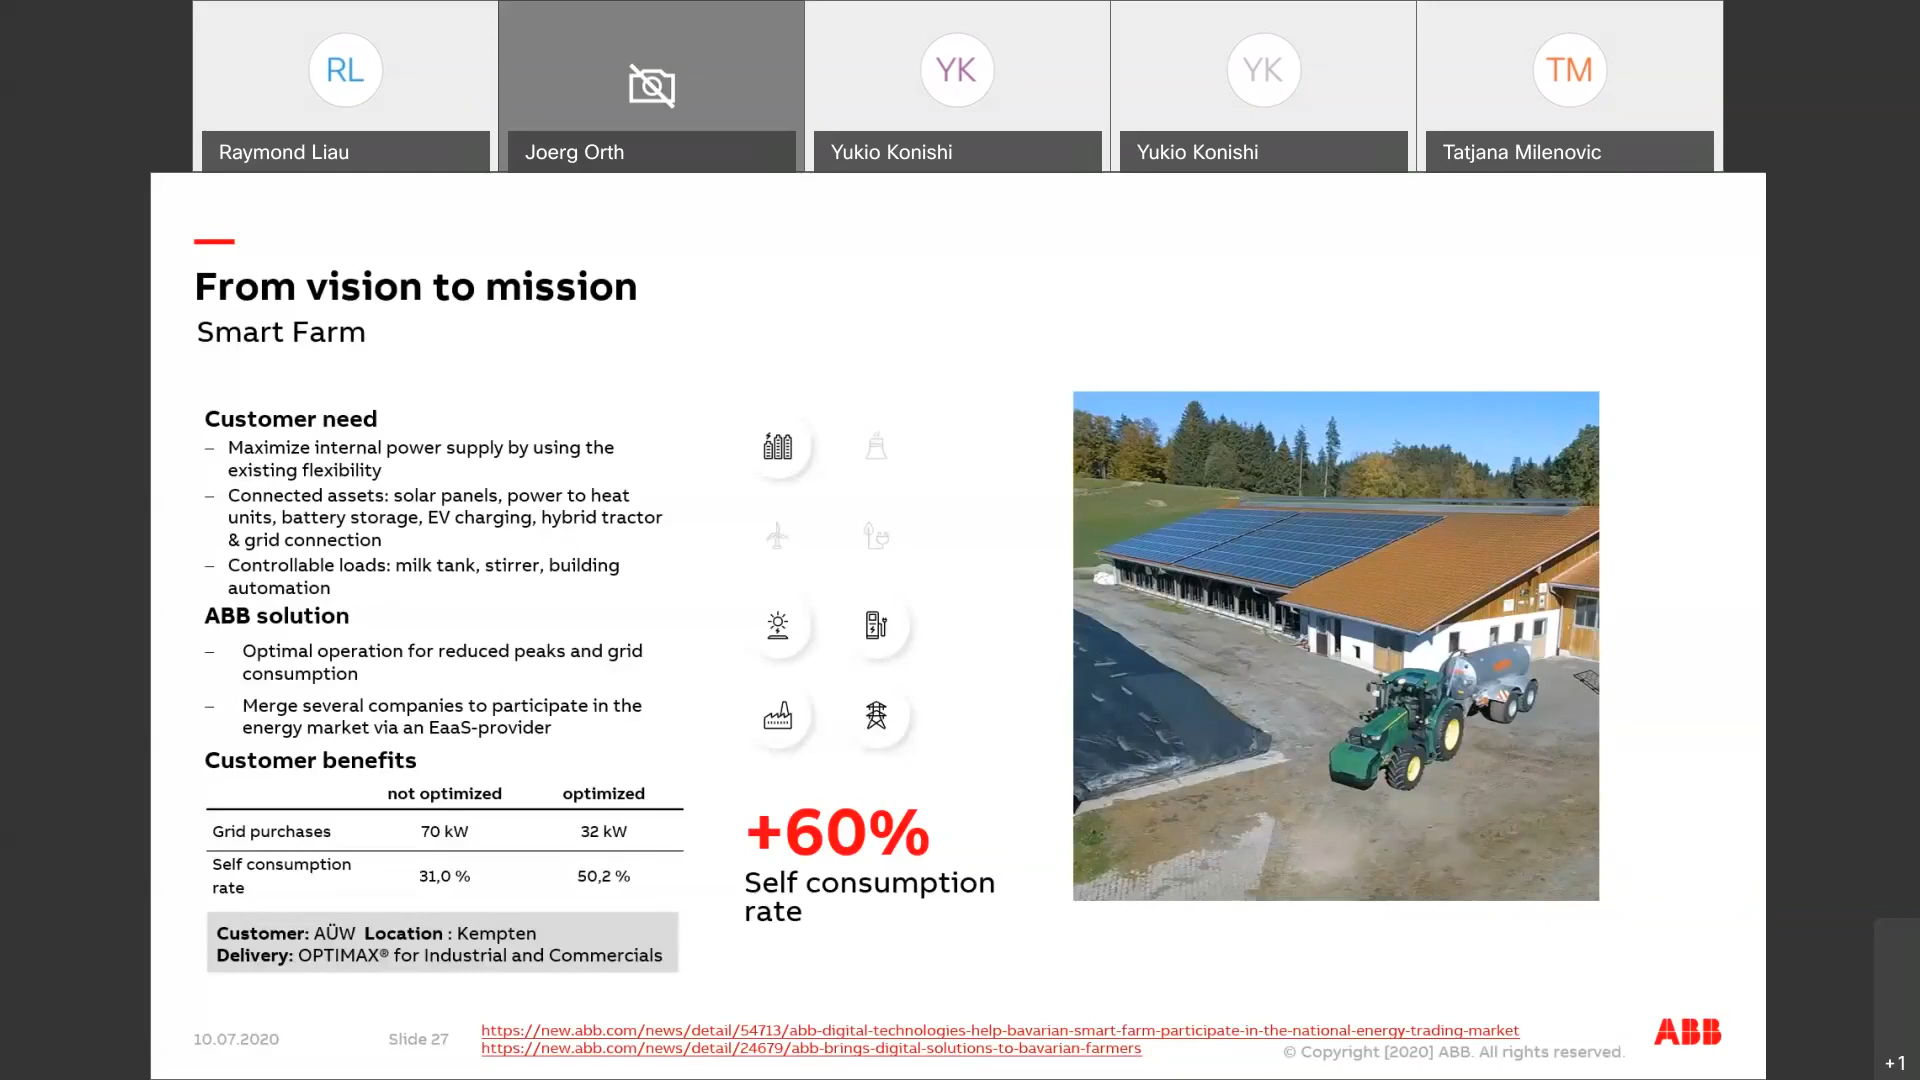 RL
YK
YK
TM
Raymond Liau
Joerg Orth
Yukio Konishi
Yukio Konishi
Tatjana Milenovic
From vision to mission
Smart Farm
Customer need
– Maximize internal power supply by using the
existing flexibility
– Connected assets: solar panels, power to heat
units, battery storage, EV charging, hybrid tractor
& grid connection
– Controllable loads: milk tank, stirrer, building
automation
ABB solution
– Optimal operation for reduced peaks and grid
consumption
– Merge several companies to participate in the
energy market via an EaaS-provider
Customer benefits
not optimized optimized
Grid purchases 70 kW 32 kW
Self consumption
rate 31,0 % 50,2 %
Customer: AÜW Location : Kempten
Delivery: OPTIMAX® for Industrial and Commercials
+60%
Self consumption
rate
10.07.2020
Slide 27
https://new.abb.com/news/detail/54713/abb-digital-technologies-help-bavarian-smart-farm-participate-in-the-national-energy-trading-market
https://new.abb.com/news/detail/24679/abb-brings-digital-solutions-to-bavarian-farmers
© Copyright [2020] ABB. All rights reserved.
ABB
+1